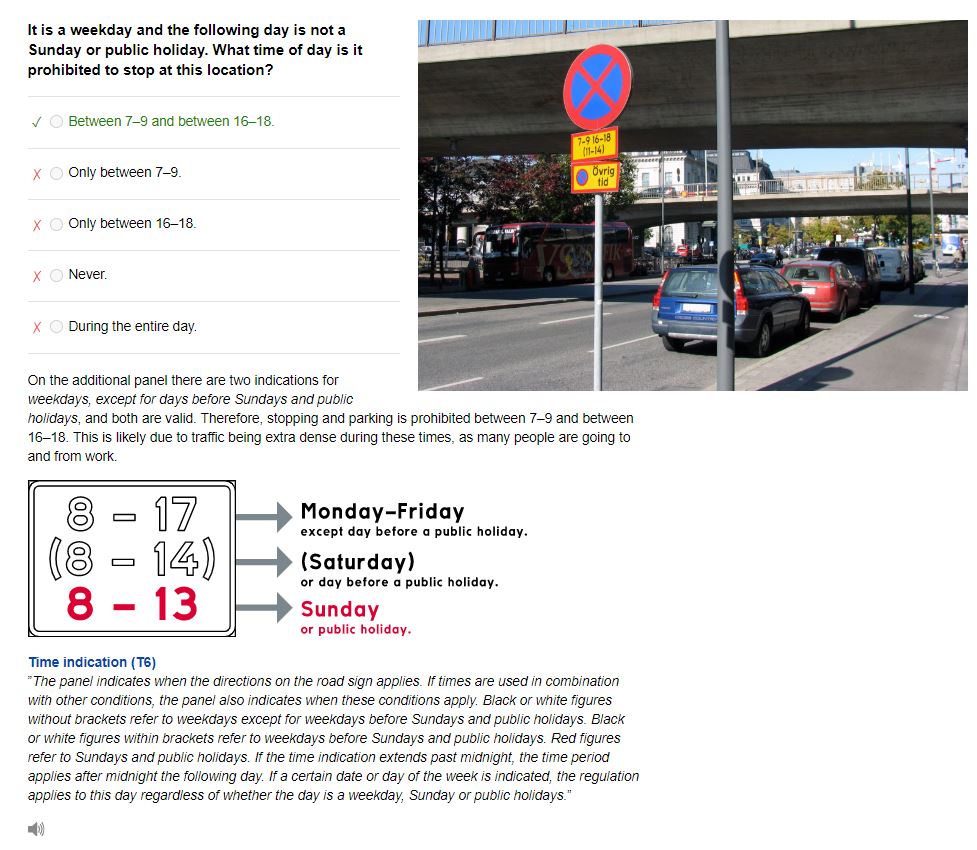 It is a weekday and the following day is not a
Sunday or public holiday. What time of day is it
prohibited to stop at this location?
✓ Between 7–9 and between 16–18.
✗ Only between 7–9.
✗ Only between 16–18.
✗ Never.
✗ During the entire day.
7-9 16-18
(11-14)
Övrig
tid
On the additional panel there are two indications for
weekdays, except for days before Sundays and public
holidays, and both are valid. Therefore, stopping and parking is prohibited between 7–9 and between
16–18. This is likely due to traffic being extra dense during these times, as many people are going to
and from work.
8 – 17
(8 – 14)
8 – 13
Monday–Friday
except day before a public holiday.
(Saturday)
or day before a public holiday.
Sunday
or public holiday.
Time indication (T6)
"The panel indicates when the directions on the road sign applies. If times are used in combination
with other conditions, the panel also indicates when these conditions apply. Black or white figures
without brackets refer to weekdays except for weekdays before Sundays and public holidays. Black
or white figures within brackets refer to weekdays before Sundays and public holidays. Red figures
refer to Sundays and public holidays. If the time indication extends past midnight, the time period
applies after midnight the following day. If a certain date or day of the week is indicated, the regulation
applies to this day regardless of whether the day is a weekday, Sunday or public holidays."